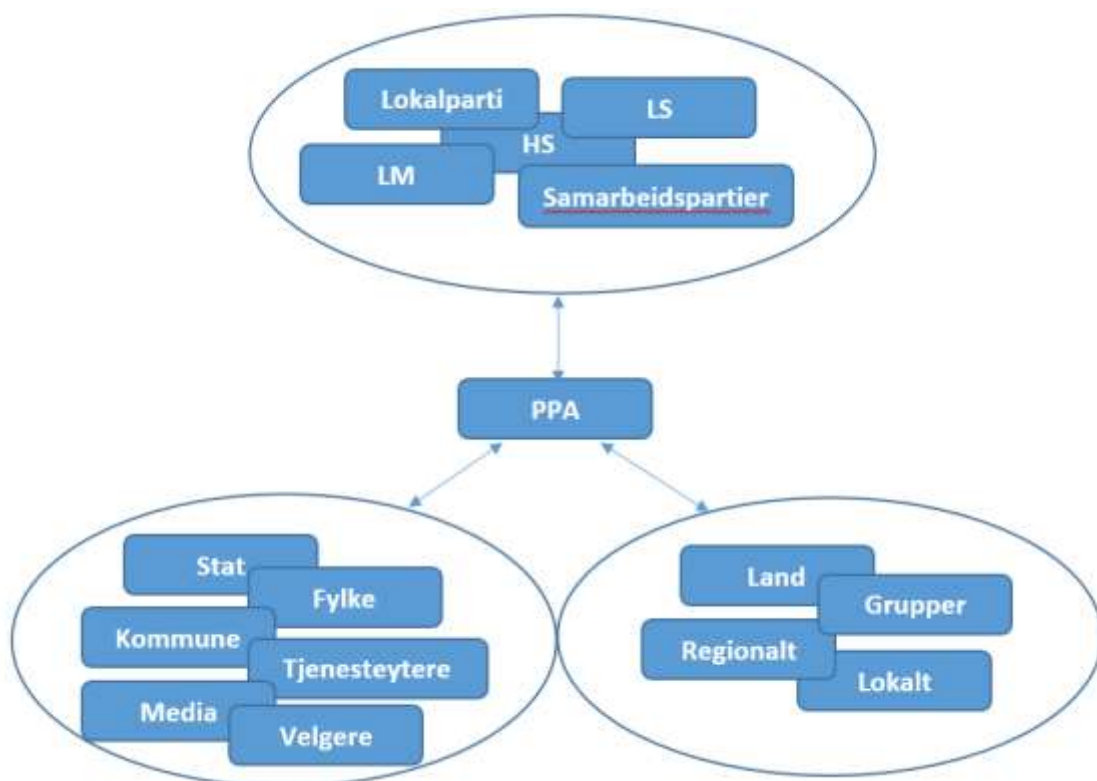 Lokalparti
LS
HS
LM
Samarbeidspartier
PPA
Stat
Fylke
Kommune
Tjenesteytere
Media
Velgere
Land
Grupper
Regionalt
Lokalt